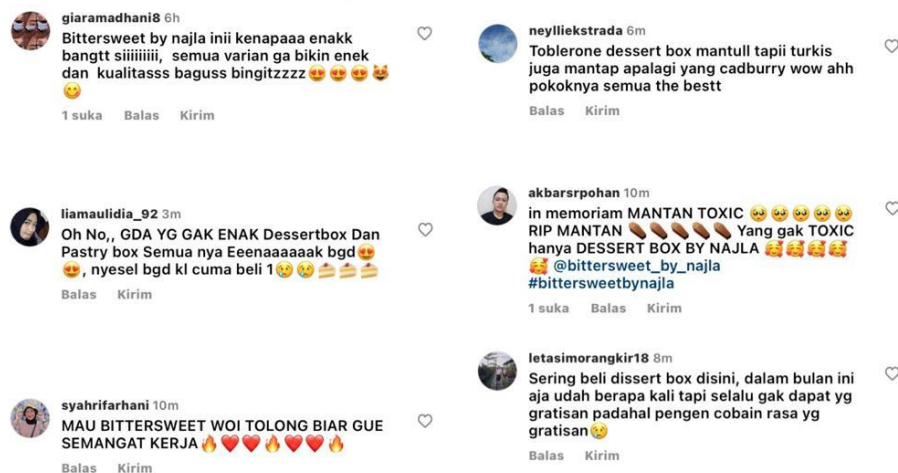 giaramadhani8 6h
Bittersweet by najla inii kenapaaa enakk
bangtt siiiiiiiii, semua varian ga bikin enek
dan kualitasss baguss bingitzzzz😍😍😍😻
😋
1 suka Balas Kirim
liamaulidia_92 3m
Oh No,, GDA YG GAK ENAK Dessertbox Dan
Pastry box Semua nya Eeenaaaaaak bgd😍
😍, nyesel bgd kl cuma beli 1😢😢🍰🍰🍰
Balas Kirim
syahrifarhani 10m
MAU BITTERSWEET WOI TOLONG BIAR GUE
SEMANGAT KERJA🔥❤️❤️🔥❤️❤️🔥
Balas Kirim
neylliekstrada 6m
Toblerone dessert box mantull tapii turkis
juga mantap apalagi yang cadburry wow ahh
pokoknya semua the bestt
Balas Kirim
akbarsrpohan 10m
in memoriam MANTAN TOXIC 🥺🥺🥺🥺🥺
RIP MANTAN ⚰️⚰️⚰️⚰️⚰️ Yang gak TOXIC
hanya DESSERT BOX BY NAJLA 🥰🥰🥰🥰
🥰 @bittersweet_by_najla
#bittersweetbynajla
1 suka Balas Kirim
letasimorangkir18 8m
Sering beli dissert box disini, dalam bulan ini
aja udah berapa kali tapi selalu gak dapat yg
gratisan padahal pengen cobain rasa yg
gratisan😢
Balas Kirim